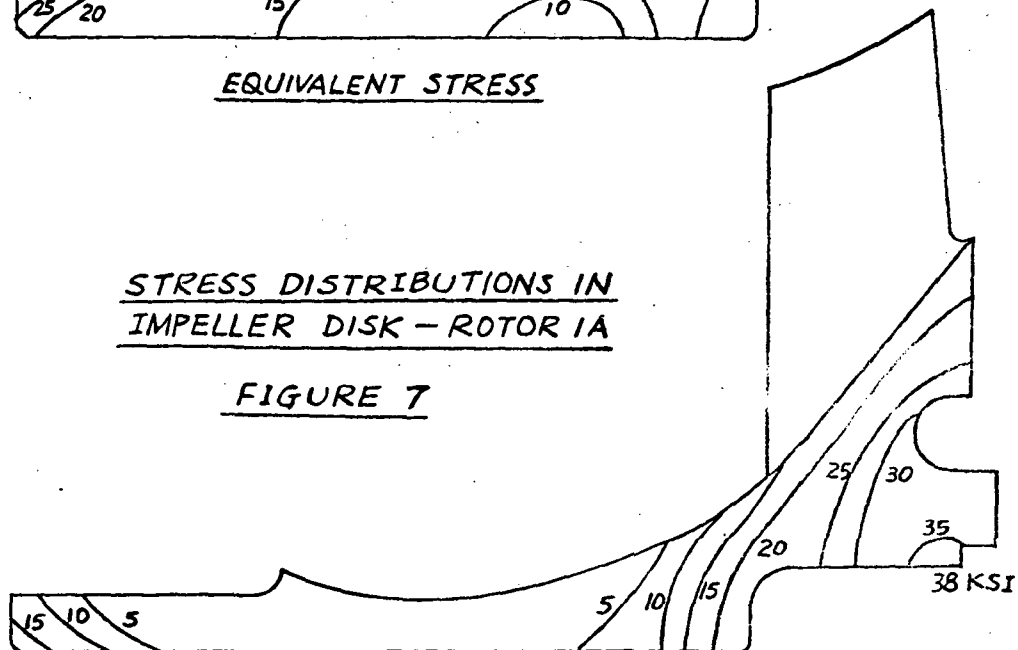 25 20 15 10
EQUIVALENT STRESS
STRESS DISTRIBUTIONS IN
IMPELLER DISK - ROTOR 1A
FIGURE 7
25 30
35
20
38 KSI
15 10 5 5 10 15